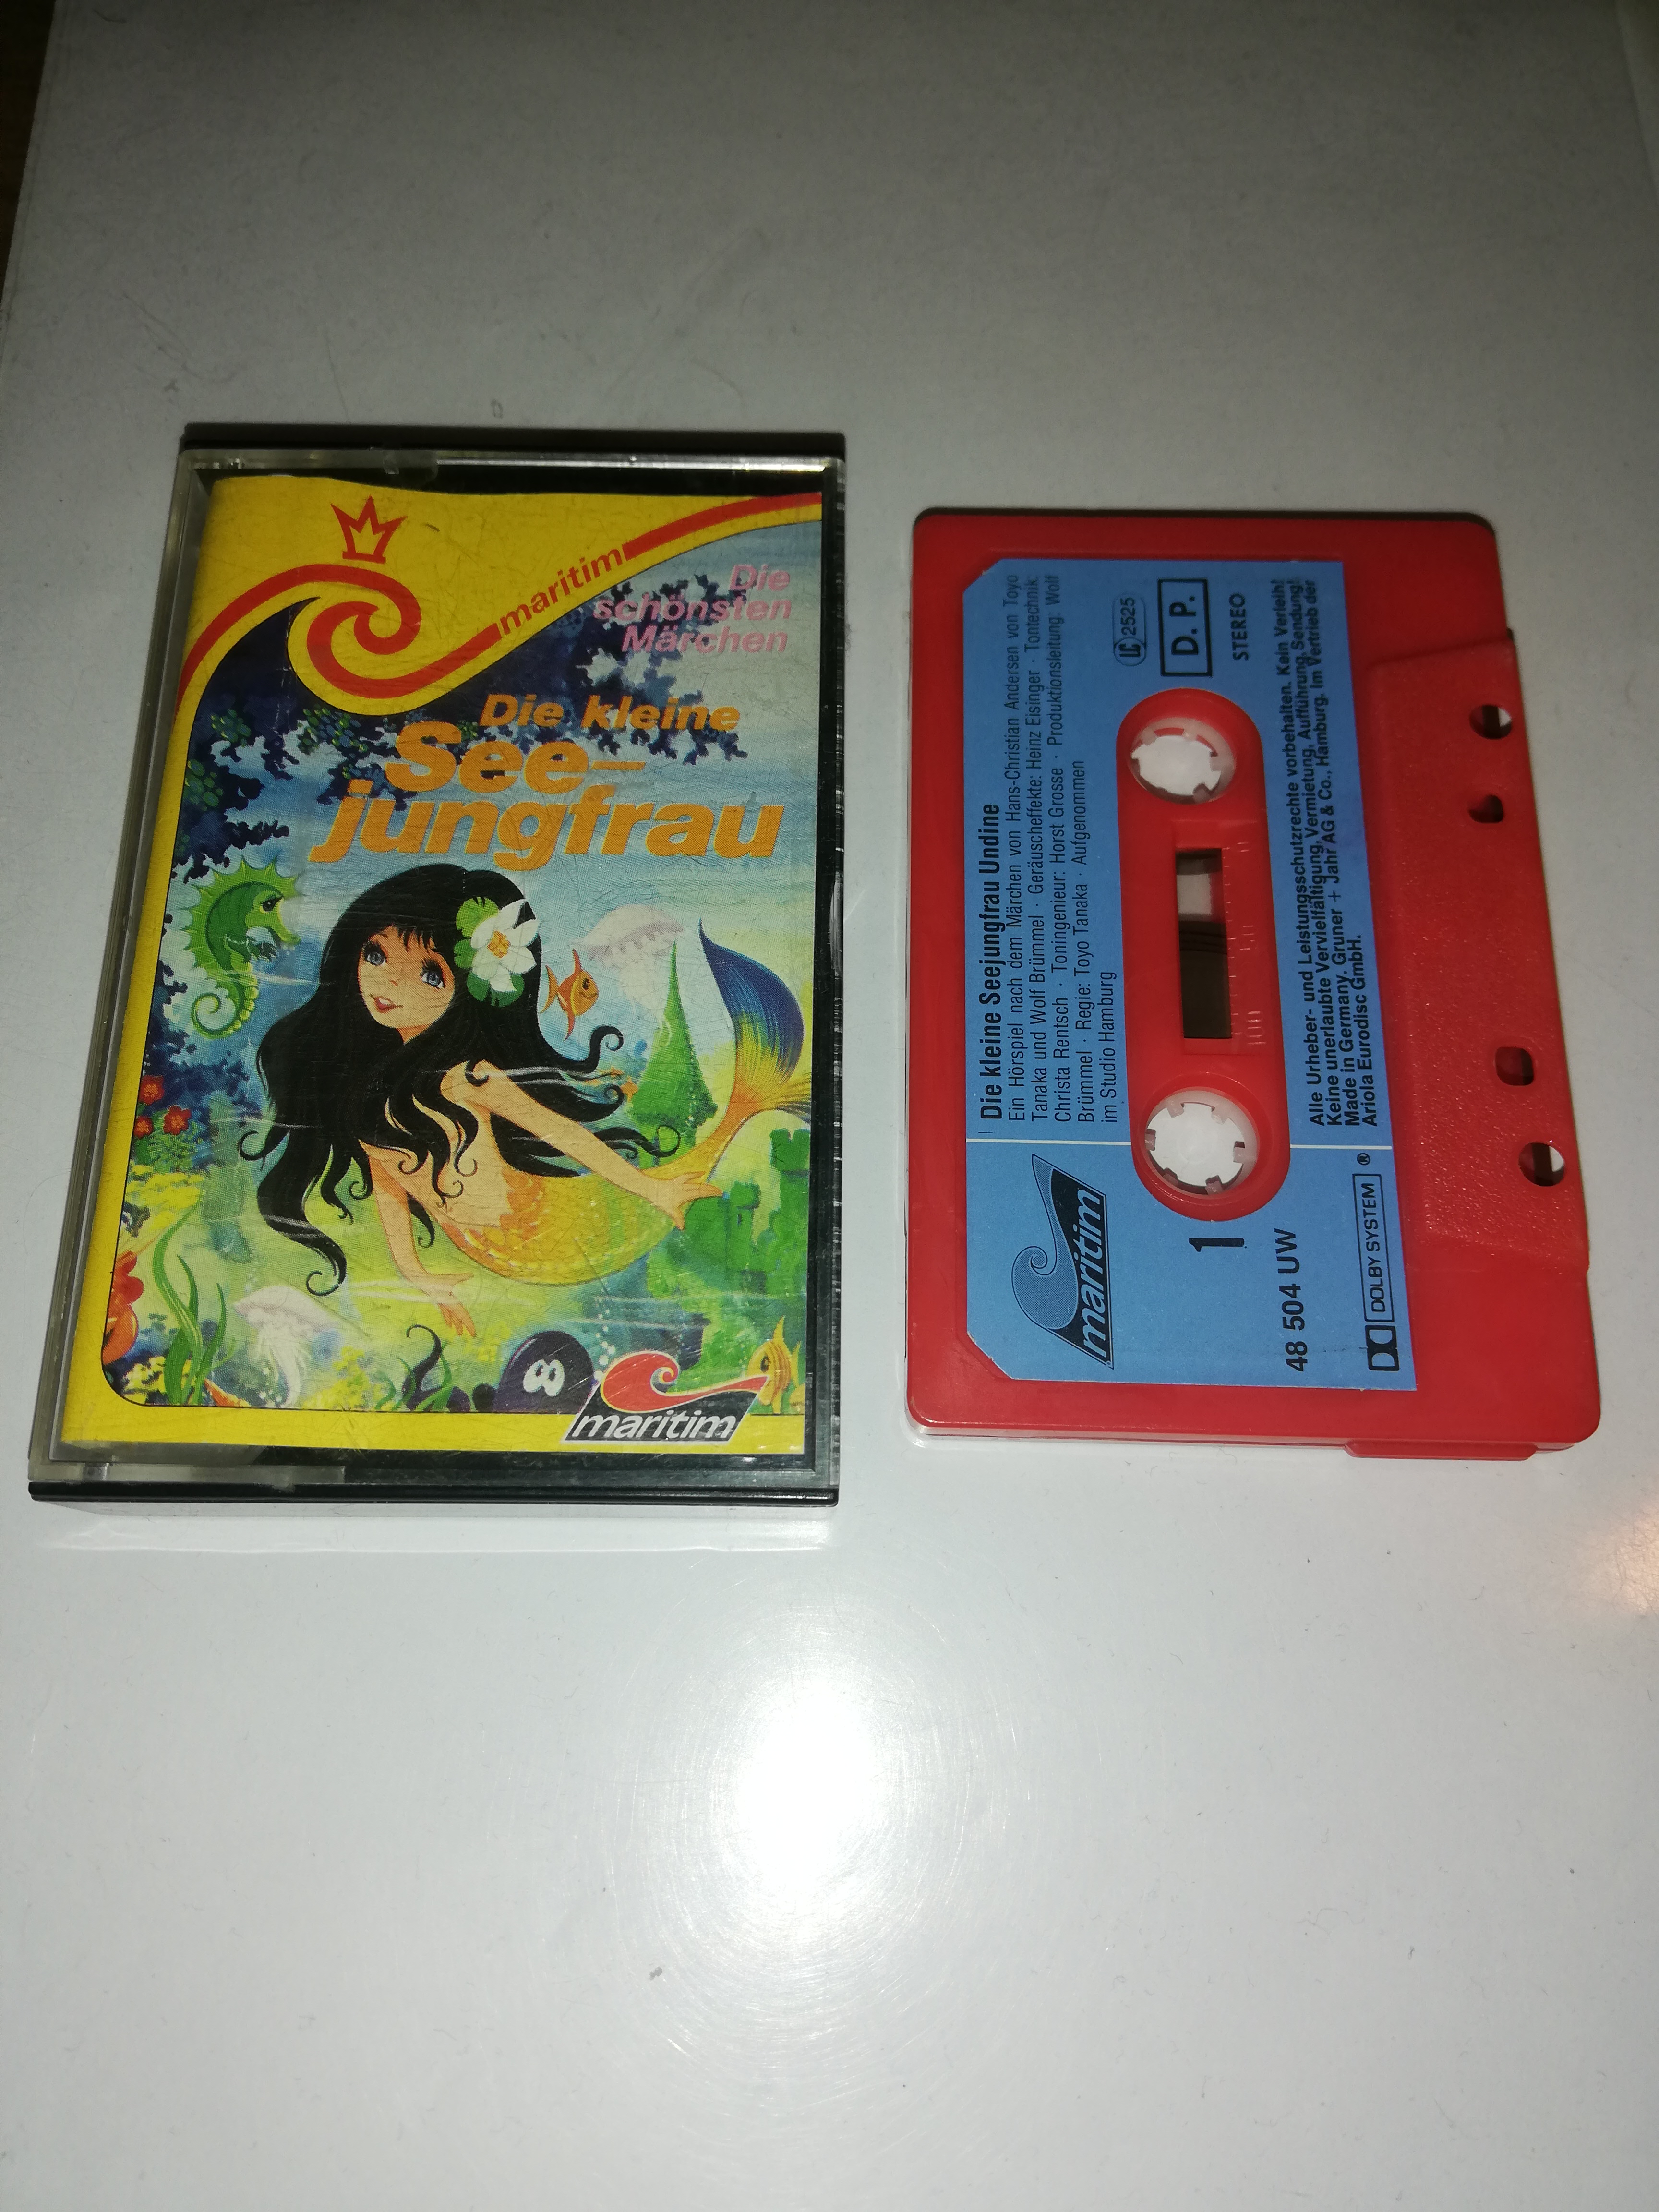 maritim
Die
schönsten
Märchen
Die kleine
See-
jungfrau
8
maritim
Die kleine Seejungfrau Undine
Ein Hörspiel nach dem Märchen von Hans-Christian Andersen von Toyo
Tanaka und Wolf Brümmel · Geräuscheffekte: Heinz Eisinger · Tontechnik:
Christa Rentsch · Toningenieur: Horst Grosse · Produktionsleitung: Wolf
Brümmel · Regie: Toyo Tanaka · Aufgenommen
im Studio Hamburg
maritim
LC 2525
D. P.
STEREO
1
48 504 UW
Alle Urheber- und Leistungsschutzrechte vorbehalten. Kein Verleih!
Keine unerlaubte Vervielfältigung, Vermietung, Aufführung, Sendung!
Made in Germany. Gruner + Jahr AG & Co., Hamburg. Im Vertrieb der
Ariola Eurodisc GmbH.
DOLBY SYSTEM ®